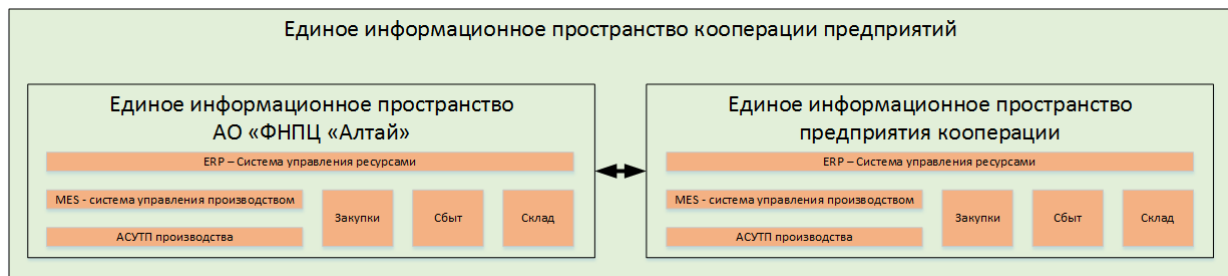 Единое информационное пространство кооперации предприятий
Единое информационное пространство
АО «ФНПЦ «Алтай»
ERP – Система управления ресурсами
MES - система управления производством
АСУТП производства
Закупки
Сбыт
Склад
Единое информационное пространство
предприятия кооперации
ERP – Система управления ресурсами
MES - система управления производством
АСУТП производства
Закупки
Сбыт
Склад